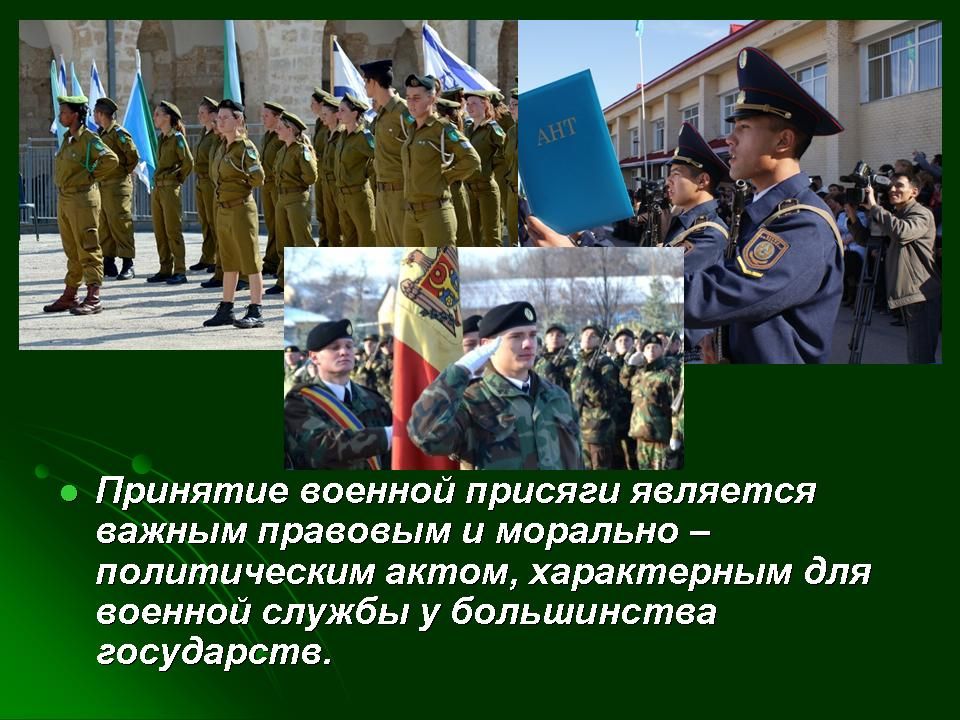 АНТ
Принятие военной присяги является
важным правовым и морально –
политическим актом, характерным для
военной службы у большинства
государств.